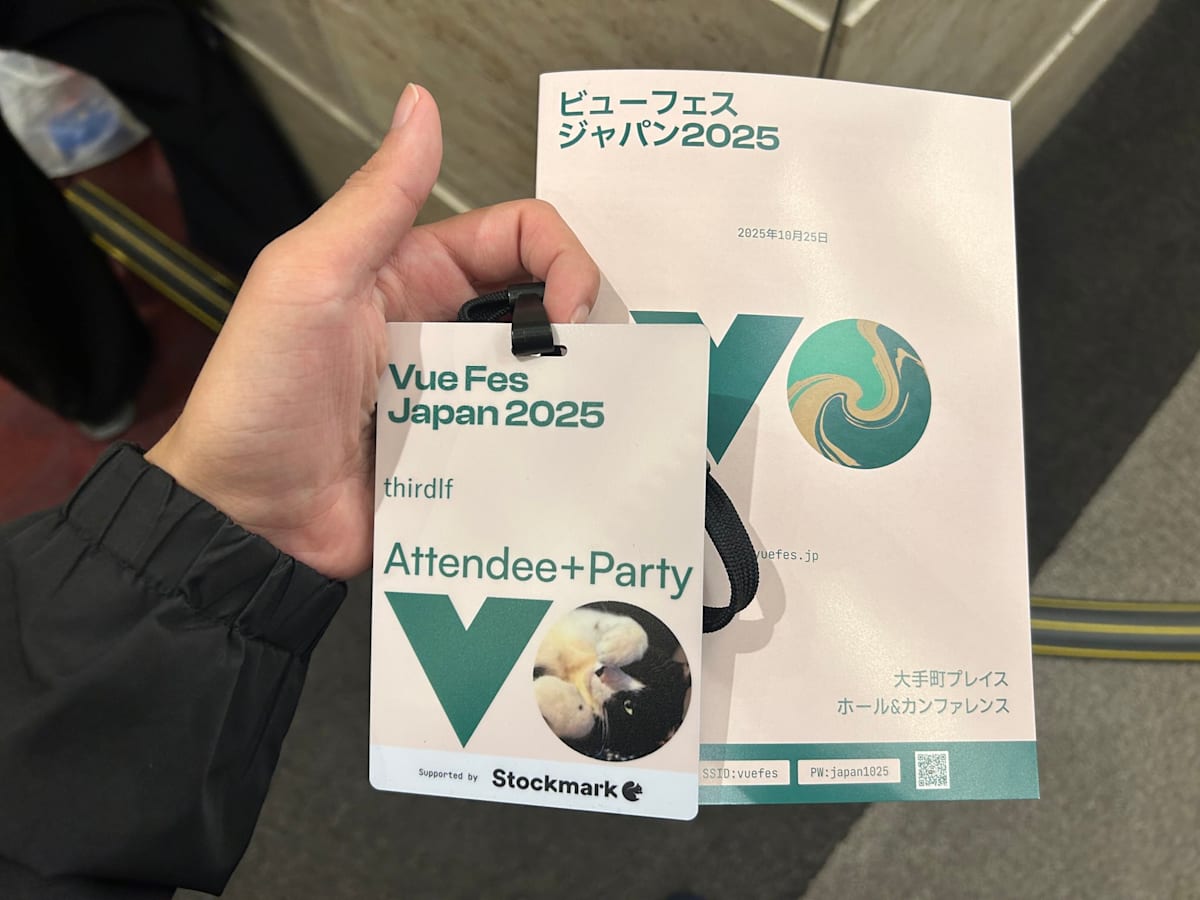 ビューフェス
ジャパン2025
2025年10月25日
vuefes.jp
大手町プレイス
ホール&カンファレンス
SSID:vuefes
PW:japan1025
Vue Fes
Japan 2025
thirdlf
Attendee+Party
Supported by Stockmark